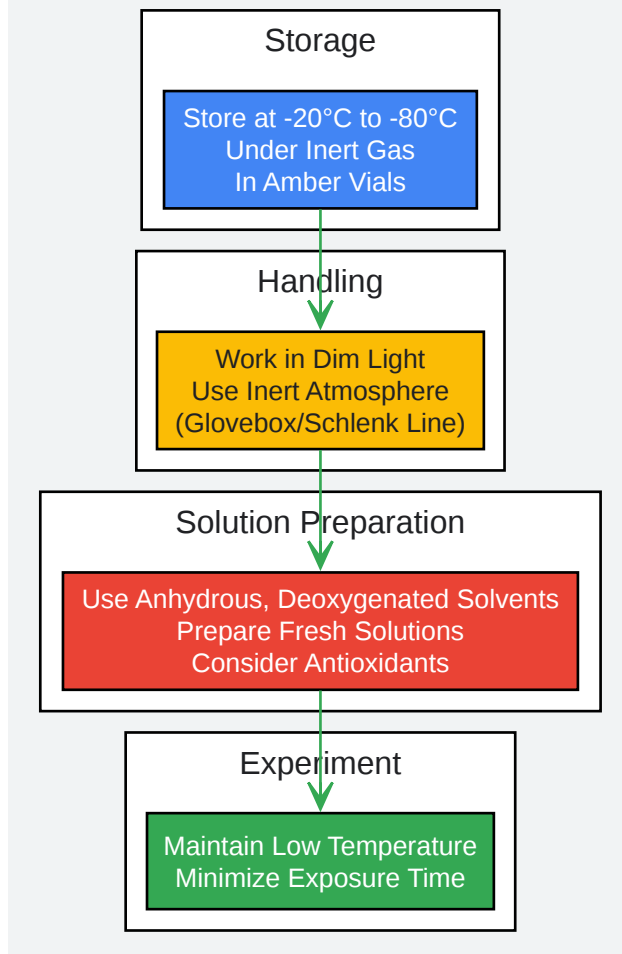 Storage
Store at -20°C to -80°C
Under Inert Gas
In Amber Vials
Handling
Work in Dim Light
Use Inert Atmosphere
(Glovebox/Schlenk Line)
Solution Preparation
Use Anhydrous, Deoxygenated Solvents
Prepare Fresh Solutions
Consider Antioxidants
Experiment
Maintain Low Temperature
Minimize Exposure Time